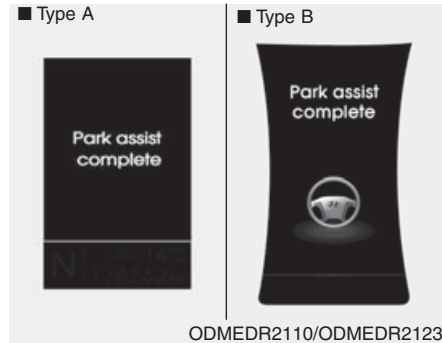 ■ Type A
■ Type B
Park assist
complete
Park assist
complete
N
ODMEDR2110/ODMEDR2123